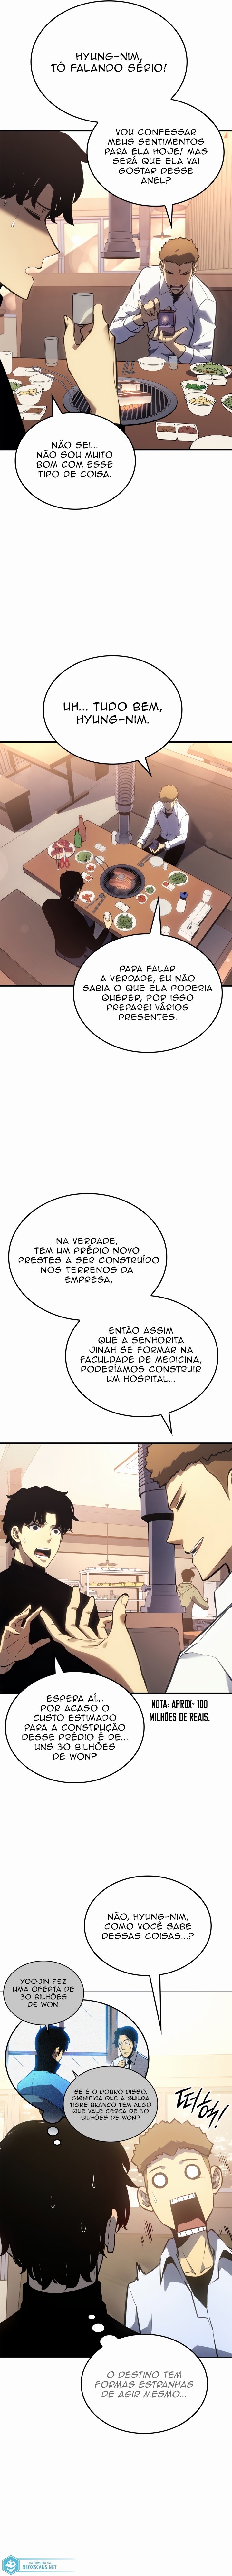 HYUNG-NIM,
TÔ FALANDO SÉRIO!
VOU CONFESSAR
MEUS SENTIMENTOS
PARA ELA HOJE! MAS
SERÁ QUE ELA VAI
GOSTAR DESSE
ANEL?
NÃO SEI...
NÃO SOU MUITO
BOM COM ESSE
TIPO DE COISA.
UH... TUDO BEM,
HYUNG-NIM.
PARA FALAR
A VERDADE, EU NÃO
SABIA O QUE ELA PODERIA
QUERER, POR ISSO
PREPAREI VÁRIOS
PRESENTES.
NA VERDADE,
TEM UM PRÉDIO NOVO
PRESTES A SER CONSTRUÍDO
NOS TERRENOS DA
EMPRESA,
ENTÃO ASSIM
QUE A SENHORITA
JINAH SE FORMAR NA
FACULDADE DE MEDICINA,
PODERÍAMOS CONSTRUIR
UM HOSPITAL...
ESPERA AÍ...
POR ACASO O
CUSTO ESTIMADO
PARA A CONSTRUÇÃO
DESSE PRÉDIO É DE...
UNS 30 BILHÕES
DE WON?
NOTA: APROX- 100
MILHÕES DE REAIS.
NÃO, HYUNG-NIM,
COMO VOCÊ SABE
DESSAS COISAS...?
YOOJIN FEZ
UMA OFERTA DE
30 BILHÕES
DE WON.
SE É O DOBRO DISSO,
SIGNIFICA QUE A GUILDA
TIGRE BRANCO TEM ALGO
QUE VALE CERCA DE 50
BILHÕES DE WON?
O DESTINO TEM
FORMAS ESTRANHAS
DE AGIR MESMO...
NEOXSCANS.NET